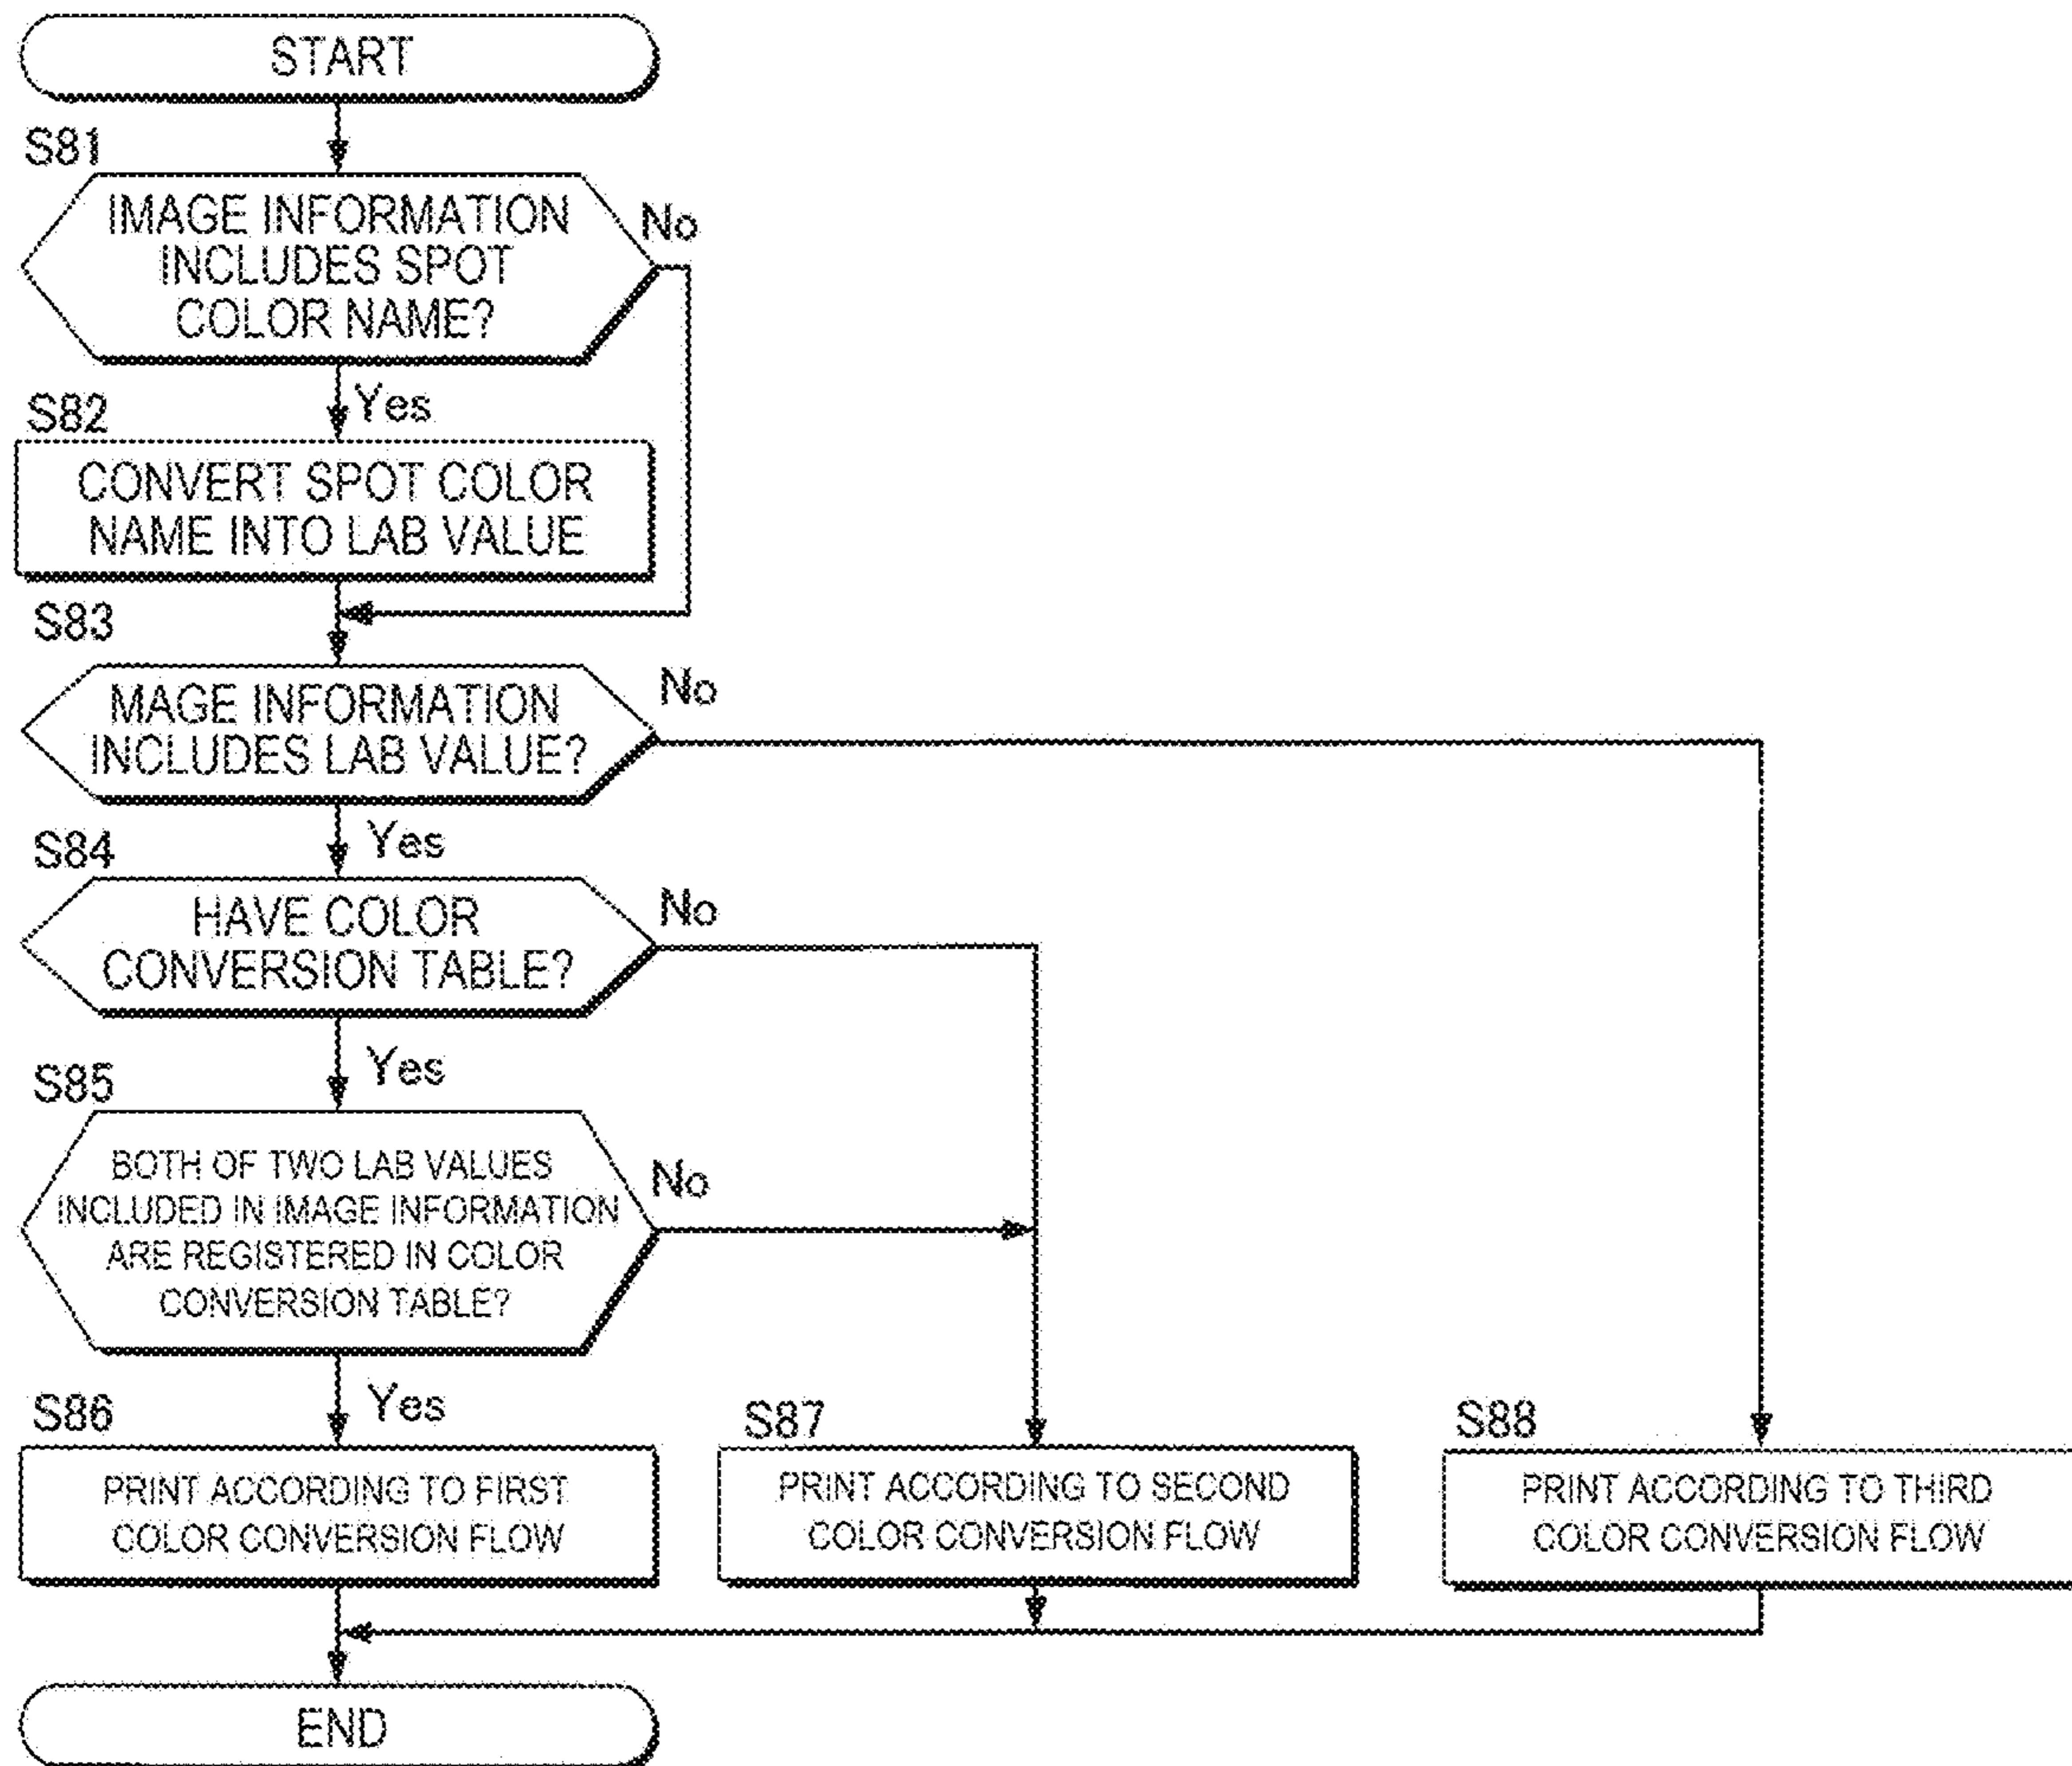 START
S81
IMAGE INFORMATION
INCLUDES SPOT
COLOR NAME?
No
Yes
S82
CONVERT SPOT COLOR
NAME INTO LAB VALUE
S83
MAGE INFORMATION
INCLUDES LAB VALUE?
No
Yes
S84
HAVE COLOR
CONVERSION TABLE?
No
Yes
S85
BOTH OF TWO LAB VALUES
INCLUDED IN IMAGE INFORMATION
ARE REGISTERED IN COLOR
CONVERSION TABLE?
No
Yes
S86
PRINT ACCORDING TO FIRST
COLOR CONVERSION FLOW
S87
PRINT ACCORDING TO SECOND
COLOR CONVERSION FLOW
S88
PRINT ACCORDING TO THIRD
COLOR CONVERSION FLOW
END